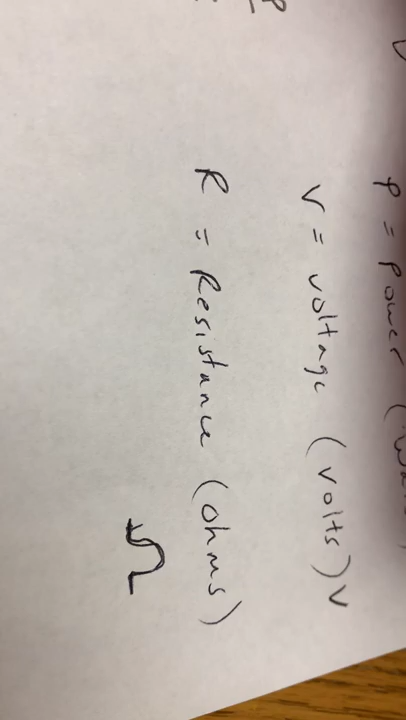 P = Power
V = Voltage (Volts) V
R = Resistance (Ohms)
Ω